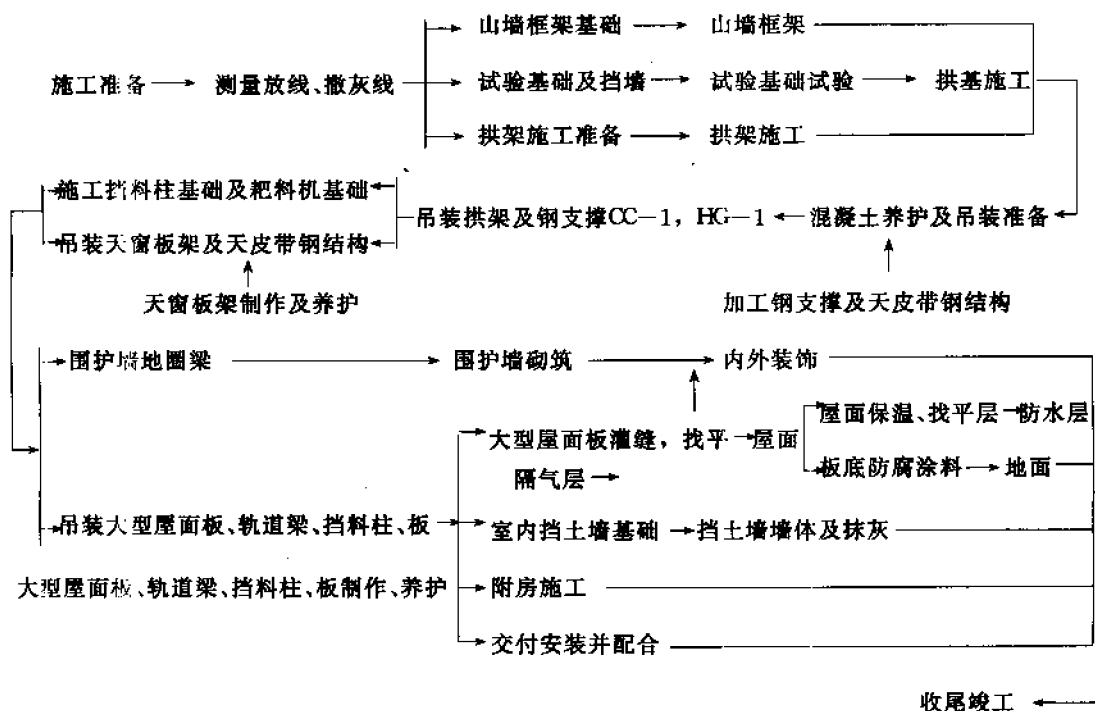 山墙框架基础 → 山墙框架
施工准备 → 测量放线、撒灰线 → 试验基础及挡墙 → 试验基础试验 → 拱基施工
拱架施工准备 → 拱架施工
施工挡料柱基础及耙料机基础
吊装拱架及钢支撑CC-1，HG-1 ← 混凝土养护及吊装准备
吊装天窗板架及天皮带钢结构
天窗板架制作及养护
加工钢支撑及天皮带钢结构
围护墙地圈梁 → 围护墙砌筑 → 内外装饰
屋面保温、找平层 → 防水层
大型屋面板灌缝，找平 → 屋面
板底防腐涂料 → 地面
隔气层 →
吊装大型屋面板、轨道梁、挡料柱、板 → 室内挡土墙基础 → 挡土墙墙体及抹灰
大型屋面板、轨道梁、挡料柱、板制作、养护
附房施工
交付安装并配合
收尾竣工 ←